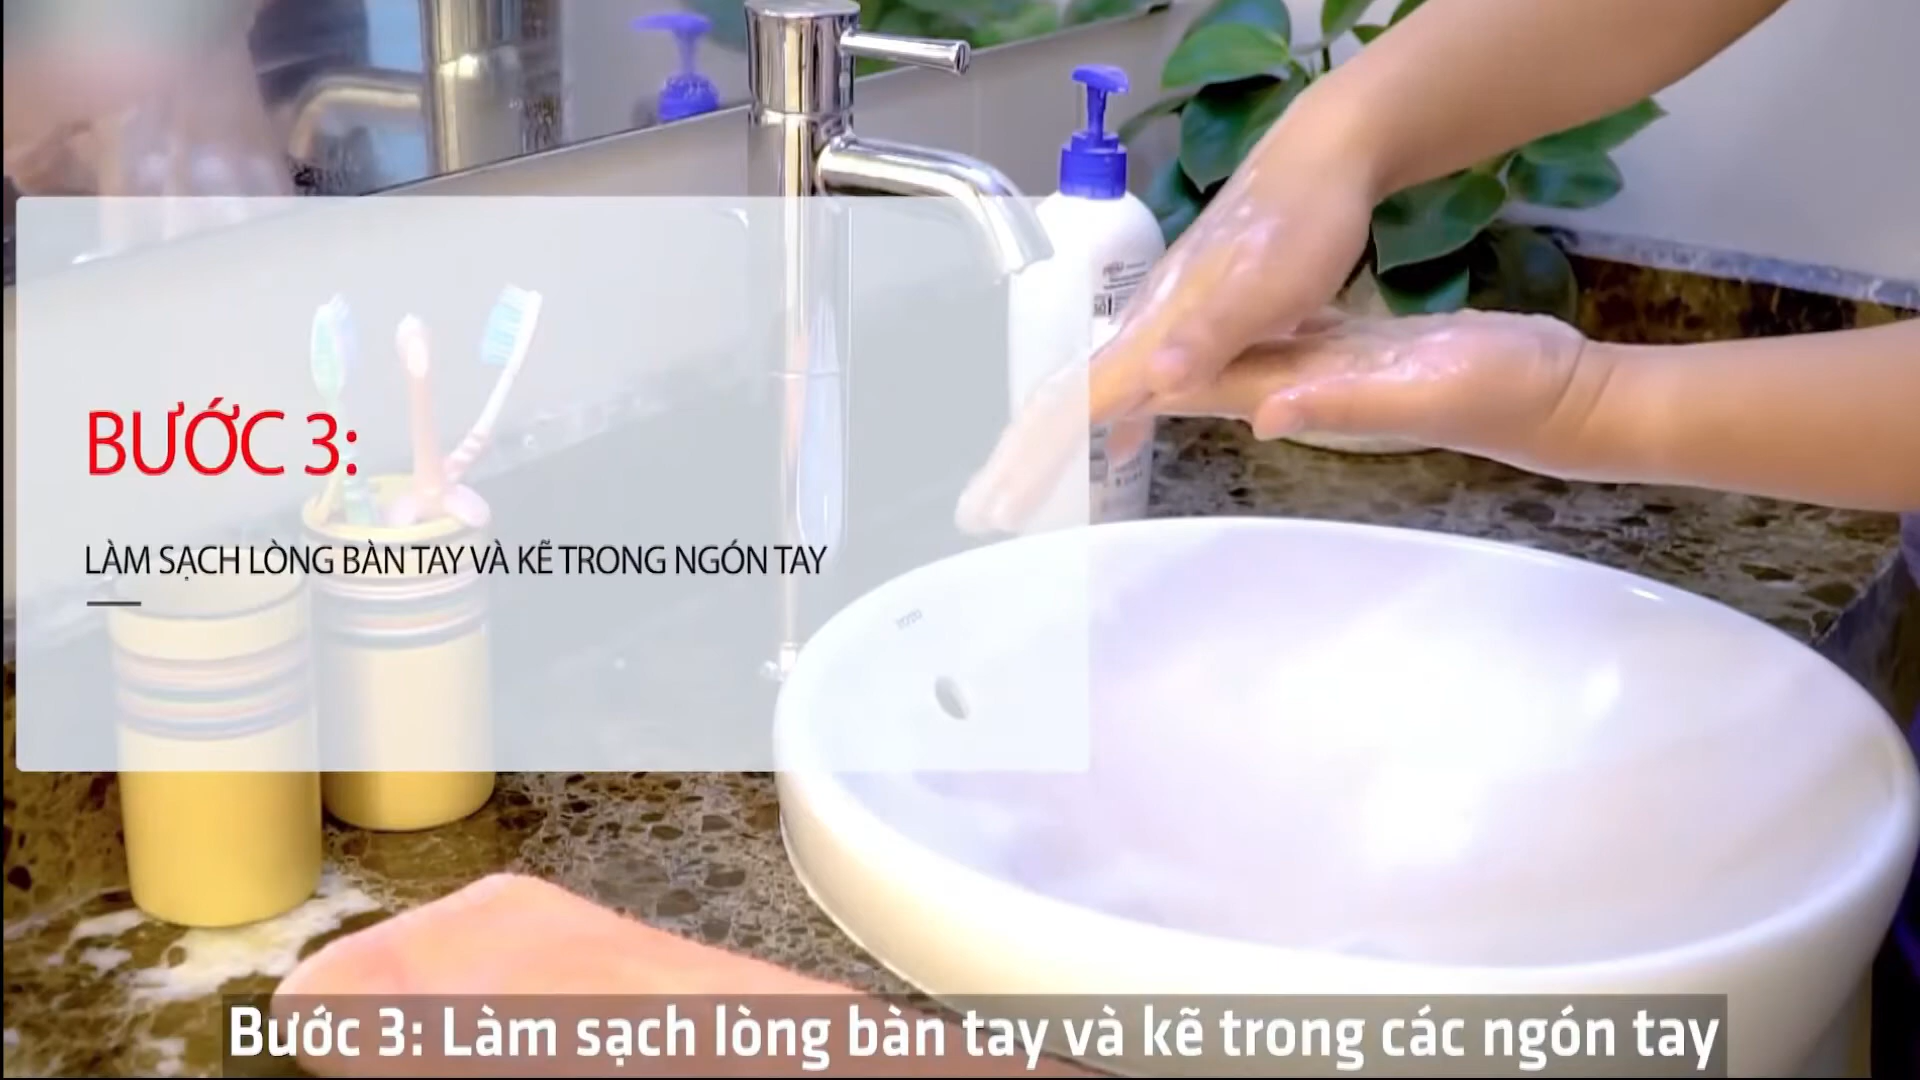 BƯỚC 3:
LÀM SẠCH LÒNG BÀN TAY VÀ KẼ TRONG NGÓN TAY
TOTO
Bước 3: Làm sạch lòng bàn tay và kẽ trong các ngón tay